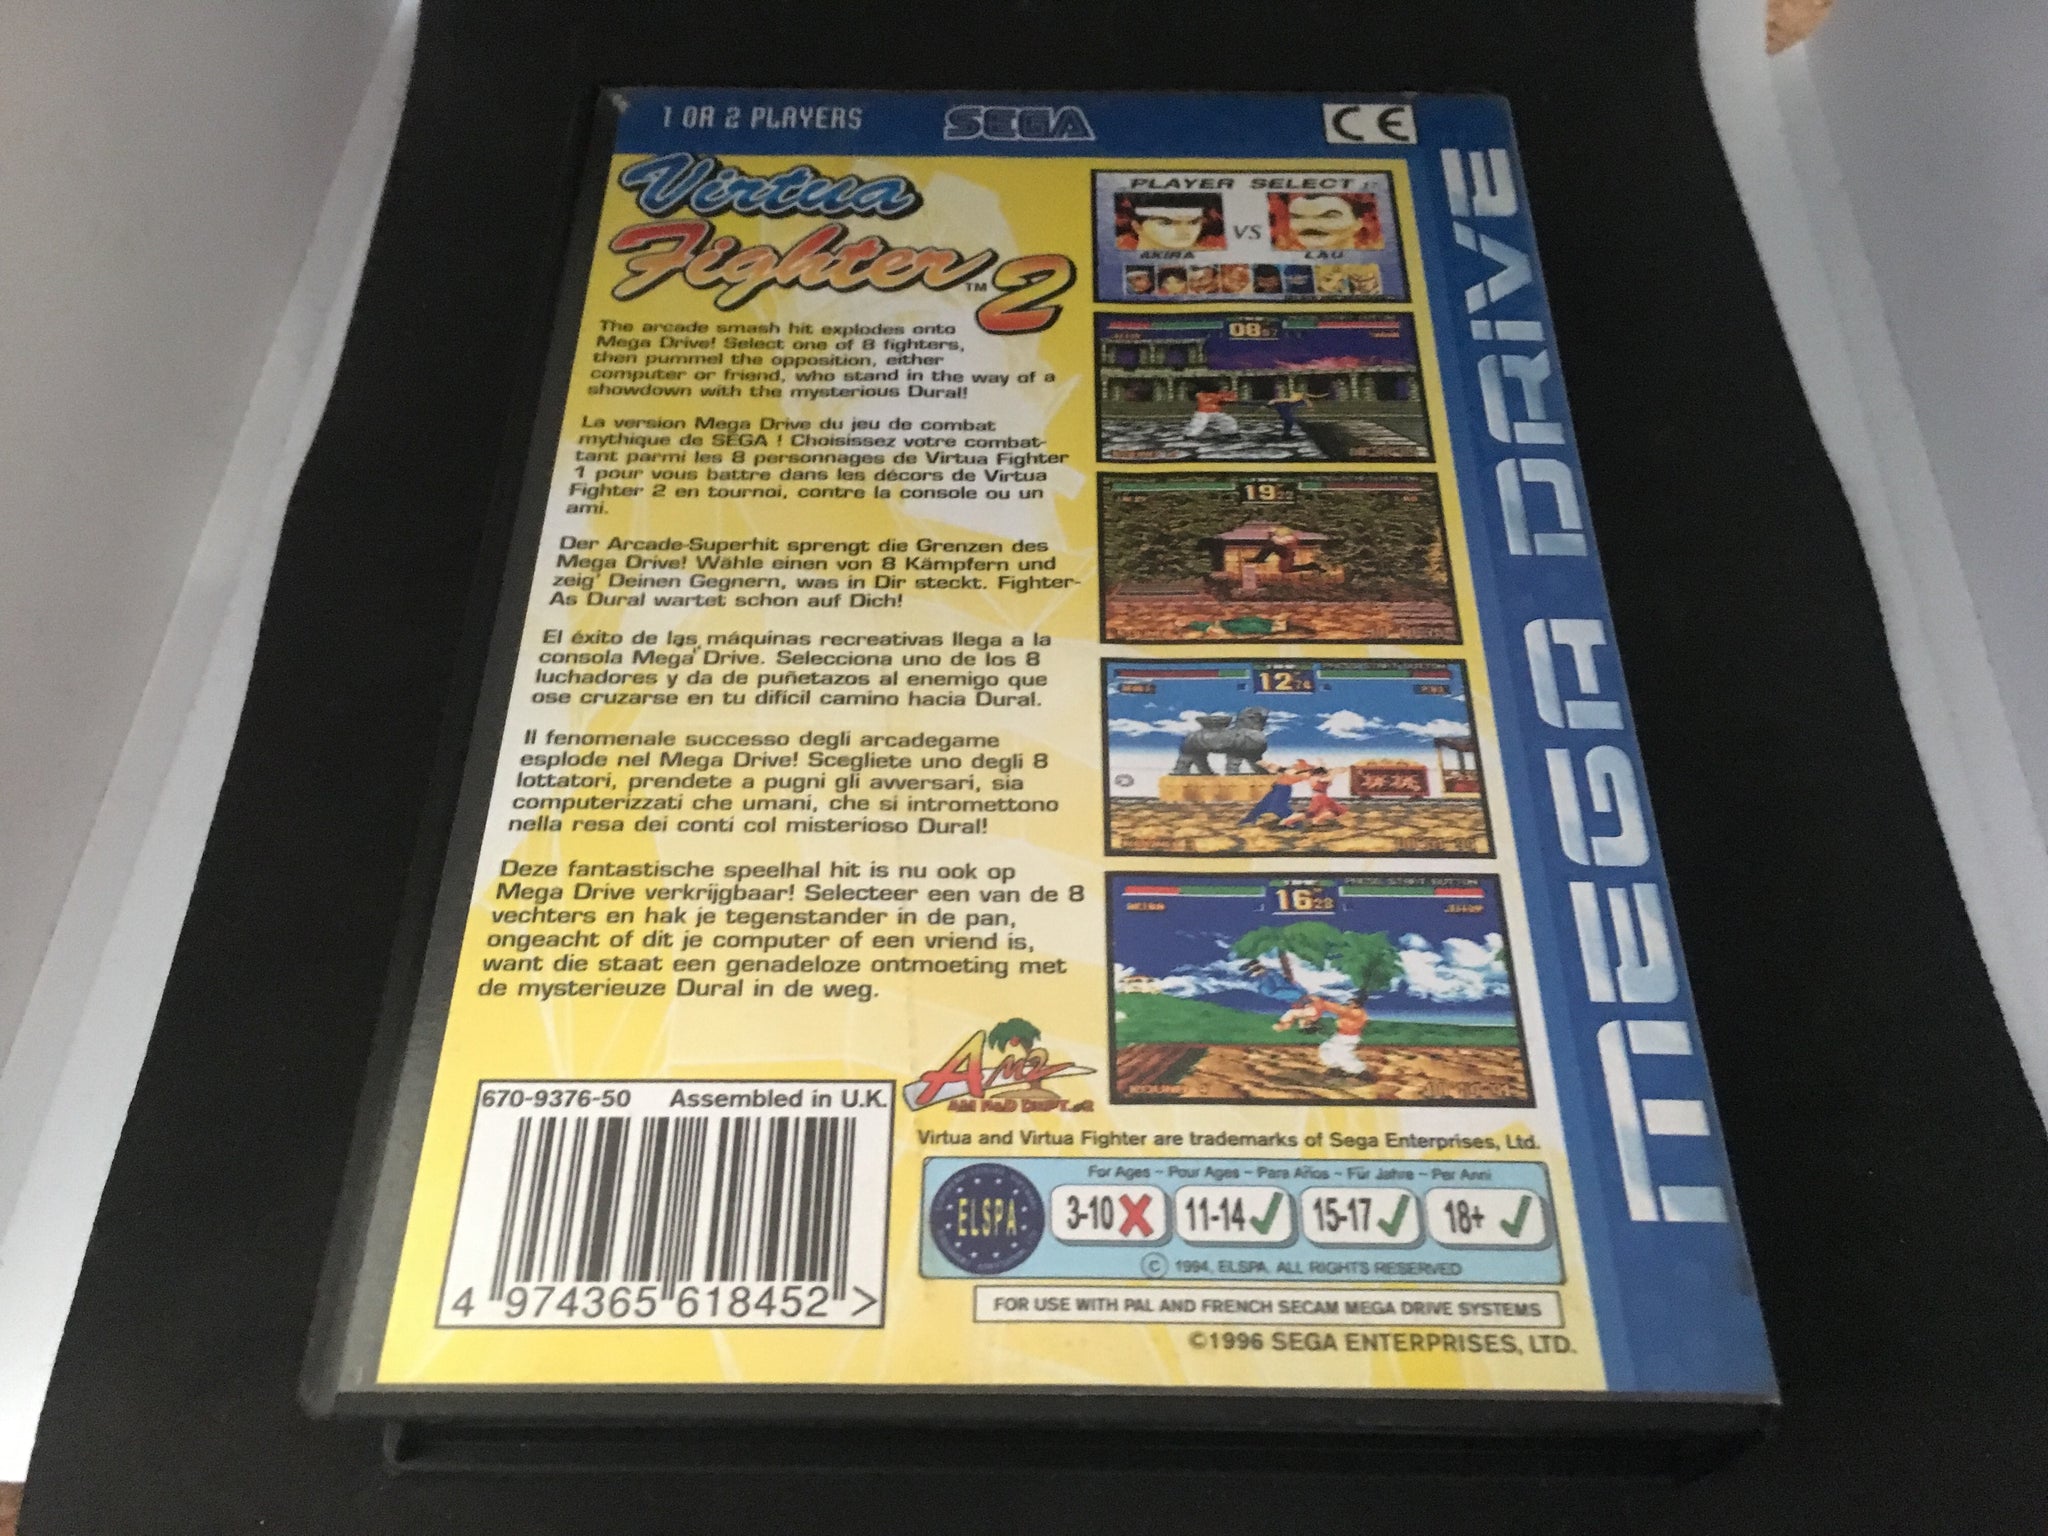 1 OR 2 PLAYERS
SEGA
CE
MEGA DRIVE
Virtua
Fighter 2
TM
The arcade smash hit explodes onto
Mega Drive! Select one of 8 fighters,
then pummel the opposition, either
computer or friend, who stand in the way of a
showdown with the mysterious Dural!
La version Mega Drive du jeu de combat
mythique de SEGA ! Choisissez votre combat-
tant parmi les 8 personnages de Virtua Fighter
1 pour vous battre dans les décors de Virtua
Fighter 2 en tournoi, contre la console ou un
ami.
Der Arcade-Superhit sprengt die Grenzen des
Mega Drive! Wähle einen von 8 Kämpfern und
zeig' Deinen Gegnern, was in Dir steckt. Fighter-
As Dural wartet schon auf Dich!
El éxito de las máquinas recreativas llega a la
consola Mega Drive. Selecciona uno de los 8
luchadores y da de puñetazos al enemigo que
ose cruzarse en tu difícil camino hacia Dural.
Il fenomenale successo degli arcadegame
esplode nel Mega Drive! Scegliete uno degli 8
lottatori, prendete a pugni gli avversari, sia
computerizzati che umani, che si intromettono
nella resa dei conti col misterioso Dural!
Deze fantastische speelhal hit is nu ook op
Mega Drive verkrijgbaar! Selecteer een van de 8
vechters en hak je tegenstander in de pan,
ongeacht of dit je computer of een vriend is,
want die staat een genadeloze ontmoeting met
de mysterieuze Dural in de weg.
PLAYER SELECT
VS
AKIRA LAU
08
19
12 74
PRESS START BUTTON
16 28
AKIRA
AM2
AM R&D DEPT.#2
670-9376-50 Assembled in U.K.
4 974365 618452 >
Virtua and Virtua Fighter are trademarks of Sega Enterprises, Ltd.
For Ages ~ Pour Ages ~ Para Años ~ Für Jahre ~ Per Anni
ELSPA
3-10 11-14 15-17 18+
© 1994, ELSPA. ALL RIGHTS RESERVED
FOR USE WITH PAL AND FRENCH SECAM MEGA DRIVE SYSTEMS
©1996 SEGA ENTERPRISES, LTD.